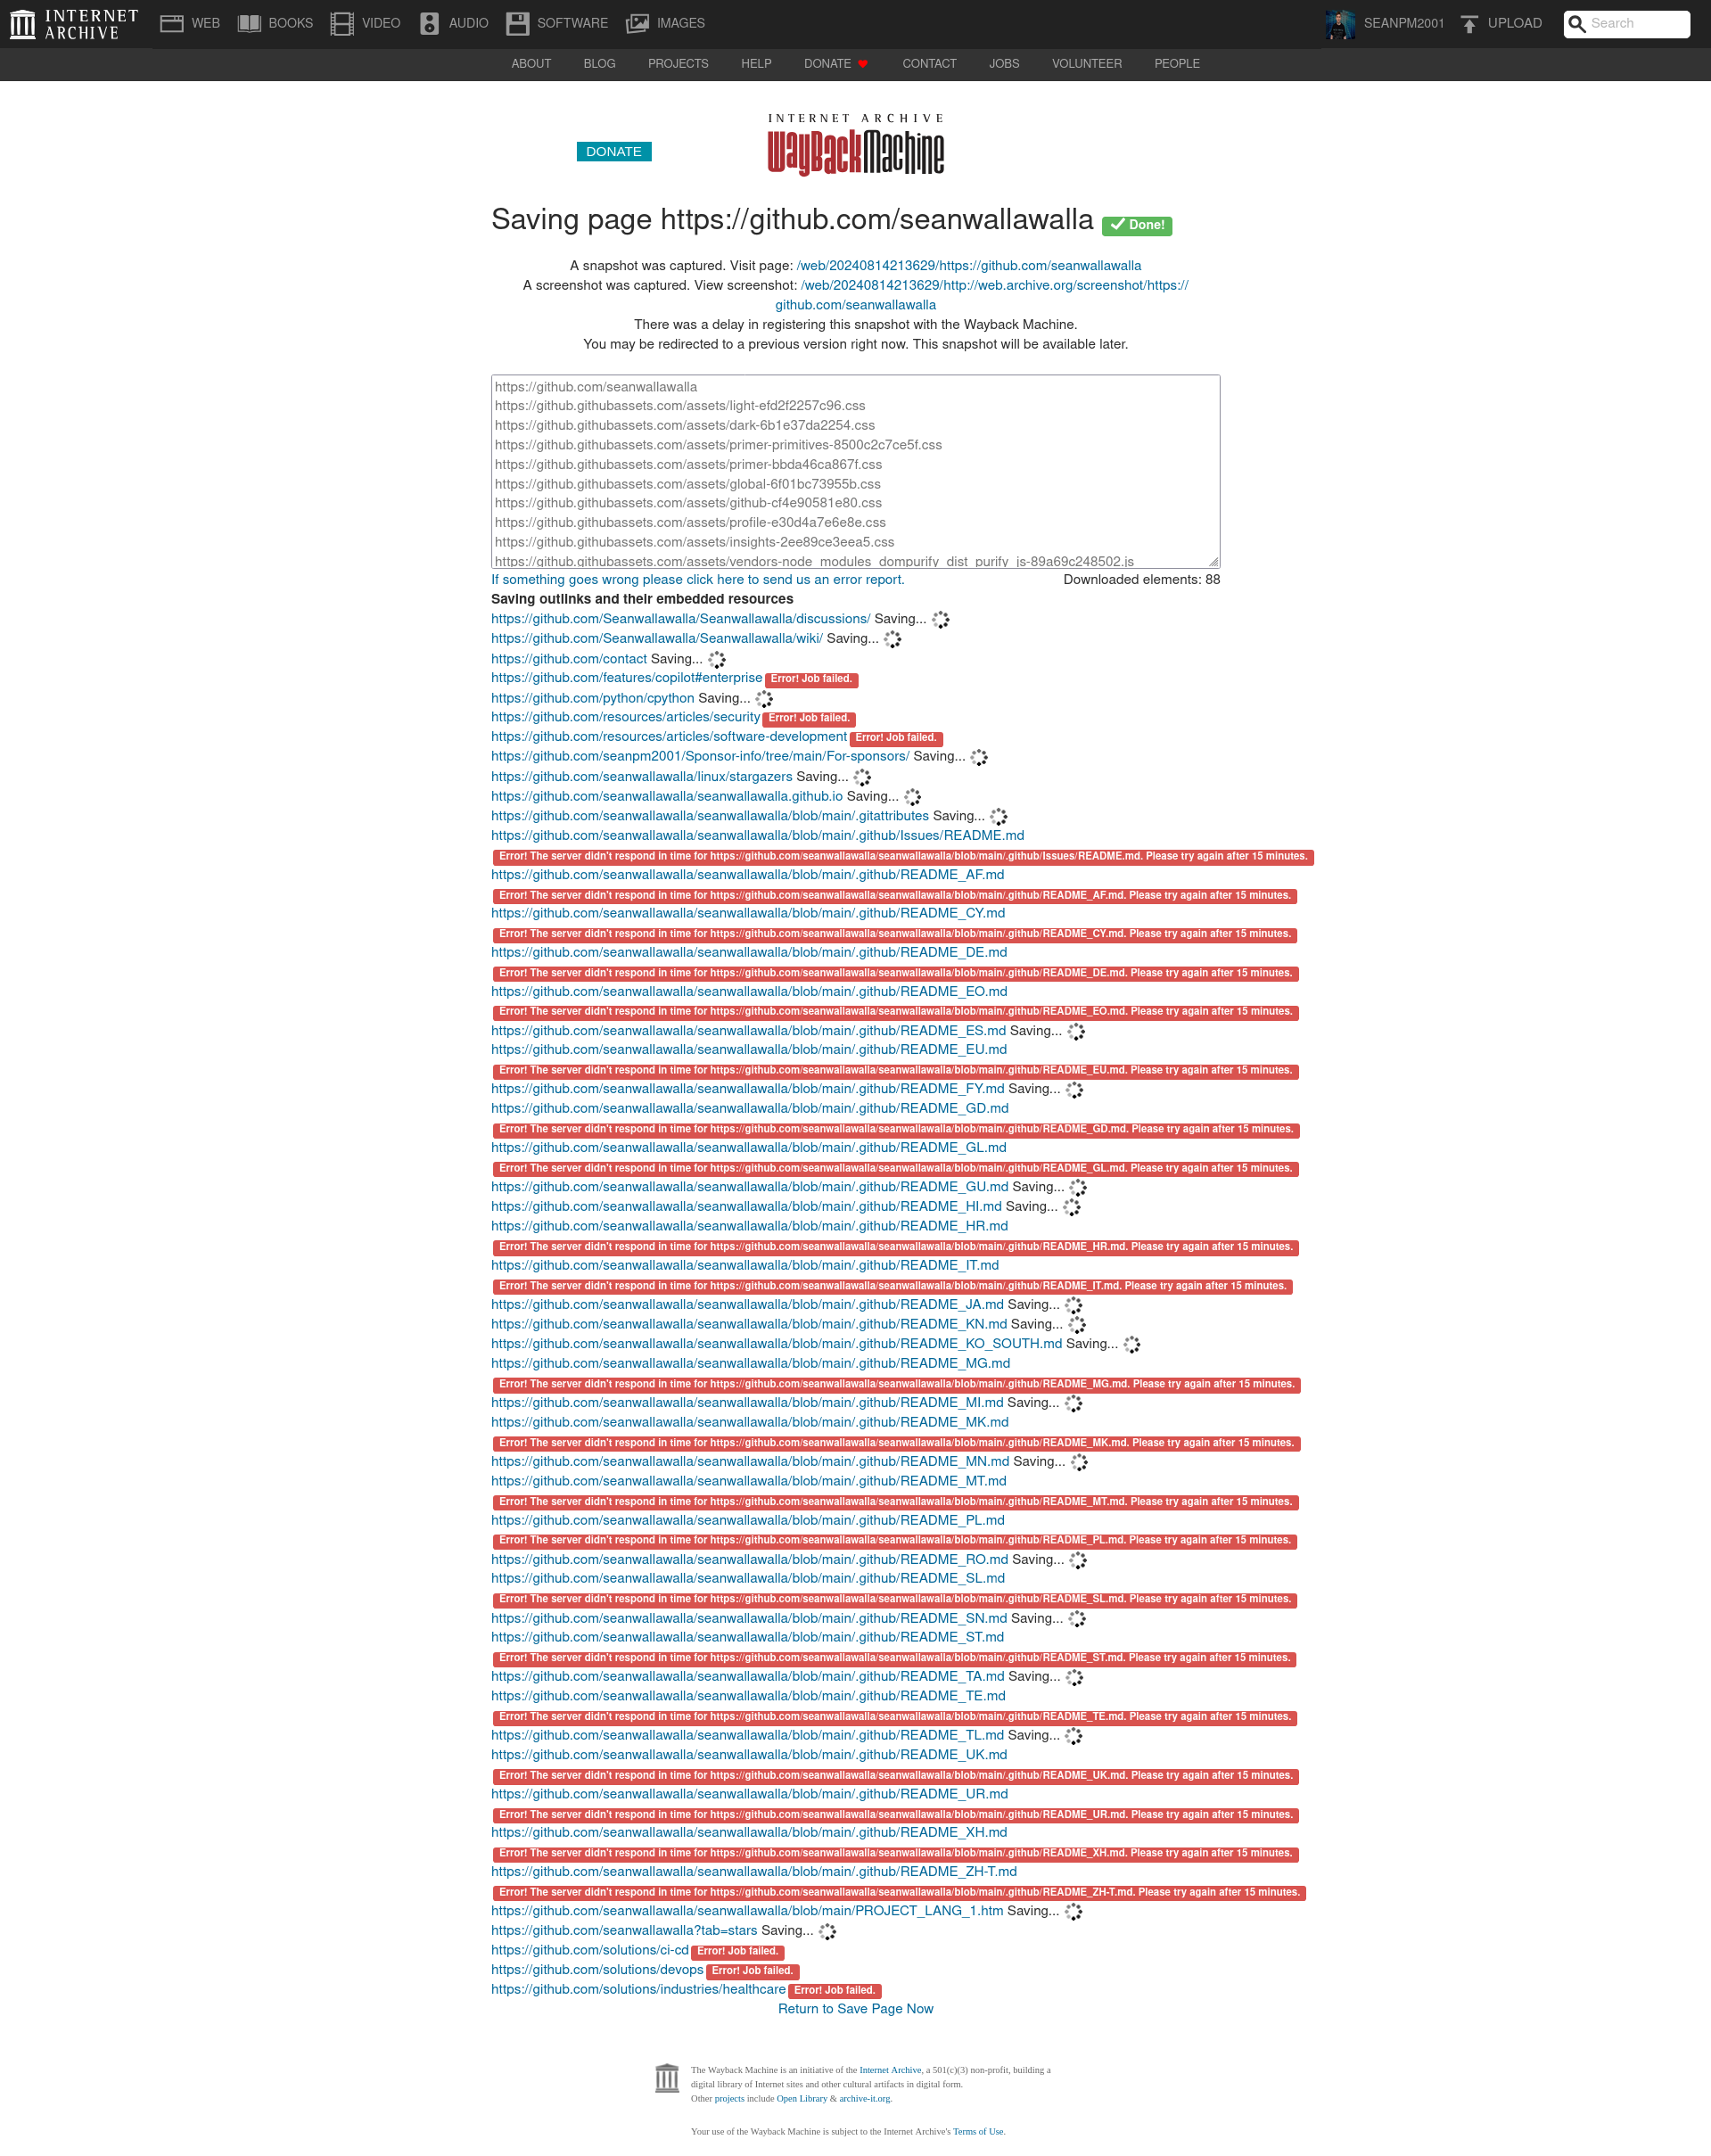 INTERNET ARCHIVE
WEB BOOKS VIDEO AUDIO SOFTWARE IMAGES SEANPM2001 UPLOAD Search
ABOUT BLOG PROJECTS HELP DONATE CONTACT JOBS VOLUNTEER PEOPLE
INTERNET ARCHIVE
WayBackMachine
DONATE
Saving page https://github.com/seanwallawalla Done!
A snapshot was captured. Visit page: /web/20240814213629/https://github.com/seanwallawalla
A screenshot was captured. View screenshot: /web/20240814213629/http://web.archive.org/screenshot/https://
github.com/seanwallawalla
There was a delay in registering this snapshot with the Wayback Machine.
You may be redirected to a previous version right now. This snapshot will be available later.
https://github.com/seanwallawalla
https://github.githubassets.com/assets/light-efd2f2257c96.css
https://github.githubassets.com/assets/dark-6b1e37da2254.css
https://github.githubassets.com/assets/primer-primitives-8500c2c7ce5f.css
https://github.githubassets.com/assets/primer-bbda46ca867f.css
https://github.githubassets.com/assets/global-6f01bc73955b.css
https://github.githubassets.com/assets/github-cf4e90581e80.css
https://github.githubassets.com/assets/profile-e30d4a7e6e8e.css
https://github.githubassets.com/assets/insights-2ee89ce3eea5.css
https://github.githubassets.com/assets/vendors-node_modules_dompurify_dist_purify_js-89a69c248502.js
If something goes wrong please click here to send us an error report. Downloaded elements: 88
Saving outlinks and their embedded resources
https://github.com/Seanwallawalla/Seanwallawalla/discussions/ Saving...
https://github.com/Seanwallawalla/Seanwallawalla/wiki/ Saving...
https://github.com/contact Saving...
https://github.com/features/copilot#enterprise Error! Job failed.
https://github.com/python/cpython Saving...
https://github.com/resources/articles/security Error! Job failed.
https://github.com/resources/articles/software-development Error! Job failed.
https://github.com/seanpm2001/Sponsor-info/tree/main/For-sponsors/ Saving...
https://github.com/seanwallawalla/linux/stargazers Saving...
https://github.com/seanwallawalla/seanwallawalla.github.io Saving...
https://github.com/seanwallawalla/seanwallawalla/blob/main/.gitattributes Saving...
https://github.com/seanwallawalla/seanwallawalla/blob/main/.github/Issues/README.md
Error! The server didn't respond in time for https://github.com/seanwallawalla/seanwallawalla/blob/main/.github/Issues/README.md. Please try again after 15 minutes.
https://github.com/seanwallawalla/seanwallawalla/blob/main/.github/README_AF.md
Error! The server didn't respond in time for https://github.com/seanwallawalla/seanwallawalla/blob/main/.github/README_AF.md. Please try again after 15 minutes.
https://github.com/seanwallawalla/seanwallawalla/blob/main/.github/README_CY.md
Error! The server didn't respond in time for https://github.com/seanwallawalla/seanwallawalla/blob/main/.github/README_CY.md. Please try again after 15 minutes.
https://github.com/seanwallawalla/seanwallawalla/blob/main/.github/README_DE.md
Error! The server didn't respond in time for https://github.com/seanwallawalla/seanwallawalla/blob/main/.github/README_DE.md. Please try again after 15 minutes.
https://github.com/seanwallawalla/seanwallawalla/blob/main/.github/README_EO.md
Error! The server didn't respond in time for https://github.com/seanwallawalla/seanwallawalla/blob/main/.github/README_EO.md. Please try again after 15 minutes.
https://github.com/seanwallawalla/seanwallawalla/blob/main/.github/README_ES.md Saving...
https://github.com/seanwallawalla/seanwallawalla/blob/main/.github/README_EU.md
Error! The server didn't respond in time for https://github.com/seanwallawalla/seanwallawalla/blob/main/.github/README_EU.md. Please try again after 15 minutes.
https://github.com/seanwallawalla/seanwallawalla/blob/main/.github/README_FY.md Saving...
https://github.com/seanwallawalla/seanwallawalla/blob/main/.github/README_GD.md
Error! The server didn't respond in time for https://github.com/seanwallawalla/seanwallawalla/blob/main/.github/README_GD.md. Please try again after 15 minutes.
https://github.com/seanwallawalla/seanwallawalla/blob/main/.github/README_GL.md
Error! The server didn't respond in time for https://github.com/seanwallawalla/seanwallawalla/blob/main/.github/README_GL.md. Please try again after 15 minutes.
https://github.com/seanwallawalla/seanwallawalla/blob/main/.github/README_GU.md Saving...
https://github.com/seanwallawalla/seanwallawalla/blob/main/.github/README_HI.md Saving...
https://github.com/seanwallawalla/seanwallawalla/blob/main/.github/README_HR.md
Error! The server didn't respond in time for https://github.com/seanwallawalla/seanwallawalla/blob/main/.github/README_HR.md. Please try again after 15 minutes.
https://github.com/seanwallawalla/seanwallawalla/blob/main/.github/README_IT.md
Error! The server didn't respond in time for https://github.com/seanwallawalla/seanwallawalla/blob/main/.github/README_IT.md. Please try again after 15 minutes.
https://github.com/seanwallawalla/seanwallawalla/blob/main/.github/README_JA.md Saving...
https://github.com/seanwallawalla/seanwallawalla/blob/main/.github/README_KN.md Saving...
https://github.com/seanwallawalla/seanwallawalla/blob/main/.github/README_KO_SOUTH.md Saving...
https://github.com/seanwallawalla/seanwallawalla/blob/main/.github/README_MG.md
Error! The server didn't respond in time for https://github.com/seanwallawalla/seanwallawalla/blob/main/.github/README_MG.md. Please try again after 15 minutes.
https://github.com/seanwallawalla/seanwallawalla/blob/main/.github/README_MI.md Saving...
https://github.com/seanwallawalla/seanwallawalla/blob/main/.github/README_MK.md
Error! The server didn't respond in time for https://github.com/seanwallawalla/seanwallawalla/blob/main/.github/README_MK.md. Please try again after 15 minutes.
https://github.com/seanwallawalla/seanwallawalla/blob/main/.github/README_MN.md Saving...
https://github.com/seanwallawalla/seanwallawalla/blob/main/.github/README_MT.md
Error! The server didn't respond in time for https://github.com/seanwallawalla/seanwallawalla/blob/main/.github/README_MT.md. Please try again after 15 minutes.
https://github.com/seanwallawalla/seanwallawalla/blob/main/.github/README_PL.md
Error! The server didn't respond in time for https://github.com/seanwallawalla/seanwallawalla/blob/main/.github/README_PL.md. Please try again after 15 minutes.
https://github.com/seanwallawalla/seanwallawalla/blob/main/.github/README_RO.md Saving...
https://github.com/seanwallawalla/seanwallawalla/blob/main/.github/README_SL.md
Error! The server didn't respond in time for https://github.com/seanwallawalla/seanwallawalla/blob/main/.github/README_SL.md. Please try again after 15 minutes.
https://github.com/seanwallawalla/seanwallawalla/blob/main/.github/README_SN.md Saving...
https://github.com/seanwallawalla/seanwallawalla/blob/main/.github/README_ST.md
Error! The server didn't respond in time for https://github.com/seanwallawalla/seanwallawalla/blob/main/.github/README_ST.md. Please try again after 15 minutes.
https://github.com/seanwallawalla/seanwallawalla/blob/main/.github/README_TA.md Saving...
https://github.com/seanwallawalla/seanwallawalla/blob/main/.github/README_TE.md
Error! The server didn't respond in time for https://github.com/seanwallawalla/seanwallawalla/blob/main/.github/README_TE.md. Please try again after 15 minutes.
https://github.com/seanwallawalla/seanwallawalla/blob/main/.github/README_TL.md Saving...
https://github.com/seanwallawalla/seanwallawalla/blob/main/.github/README_UK.md
Error! The server didn't respond in time for https://github.com/seanwallawalla/seanwallawalla/blob/main/.github/README_UK.md. Please try again after 15 minutes.
https://github.com/seanwallawalla/seanwallawalla/blob/main/.github/README_UR.md
Error! The server didn't respond in time for https://github.com/seanwallawalla/seanwallawalla/blob/main/.github/README_UR.md. Please try again after 15 minutes.
https://github.com/seanwallawalla/seanwallawalla/blob/main/.github/README_XH.md
Error! The server didn't respond in time for https://github.com/seanwallawalla/seanwallawalla/blob/main/.github/README_XH.md. Please try again after 15 minutes.
https://github.com/seanwallawalla/seanwallawalla/blob/main/.github/README_ZH-T.md
Error! The server didn't respond in time for https://github.com/seanwallawalla/seanwallawalla/blob/main/.github/README_ZH-T.md. Please try again after 15 minutes.
https://github.com/seanwallawalla/seanwallawalla/blob/main/PROJECT_LANG_1.htm Saving...
https://github.com/seanwallawalla?tab=stars Saving...
https://github.com/solutions/ci-cd Error! Job failed.
https://github.com/solutions/devops Error! Job failed.
https://github.com/solutions/industries/healthcare Error! Job failed.
Return to Save Page Now
The Wayback Machine is an initiative of the Internet Archive, a 501(c)(3) non-profit, building a
digital library of Internet sites and other cultural artifacts in digital form.
Other projects include Open Library & archive-it.org.
Your use of the Wayback Machine is subject to the Internet Archive's Terms of Use.